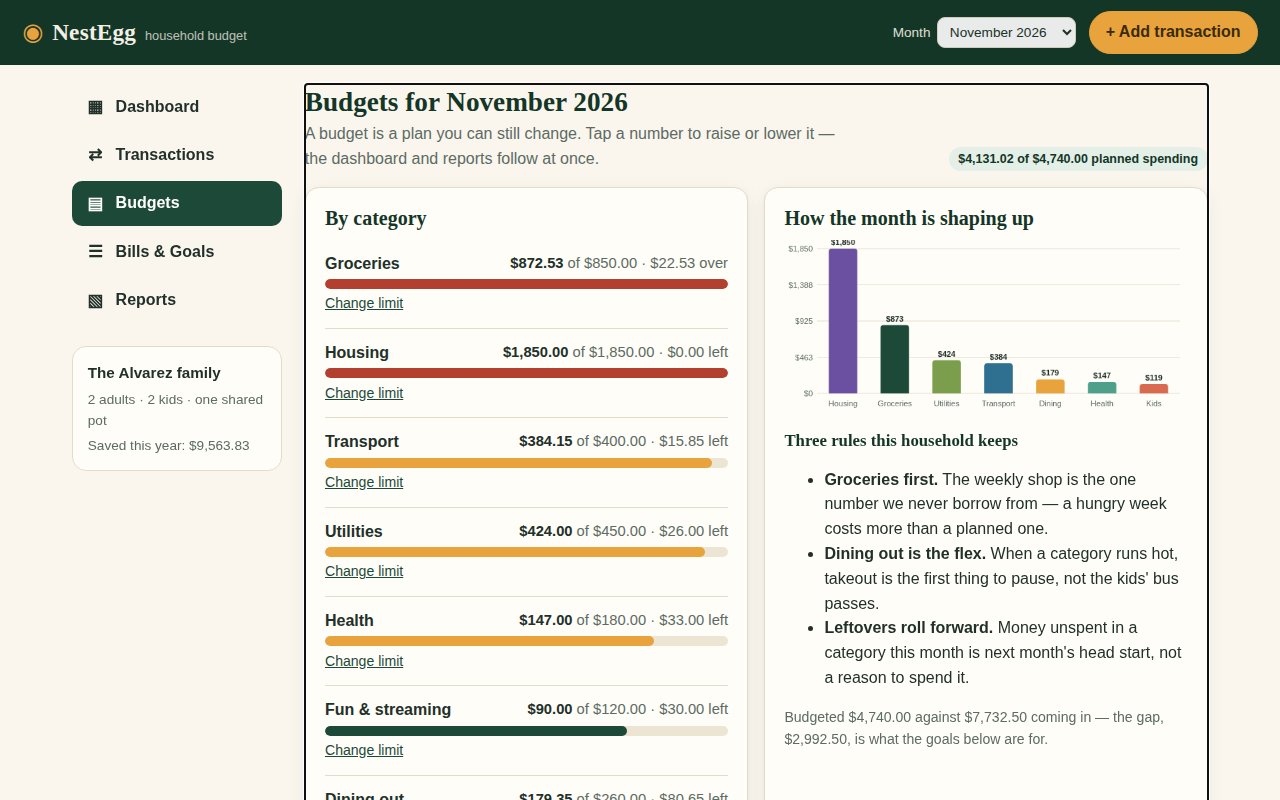 NestEgg household budget
Month November 2026 + Add transaction
Dashboard
Transactions
Budgets
Bills & Goals
Reports
The Alvarez family
2 adults · 2 kids · one shared
pot
Saved this year: $9,563.83
Budgets for November 2026
A budget is a plan you can still change. Tap a number to raise or lower it —
the dashboard and reports follow at once.
$4,131.02 of $4,740.00 planned spending
By category
Groceries $872.53 of $850.00 · $22.53 over
Change limit
Housing $1,850.00 of $1,850.00 · $0.00 left
Change limit
Transport $384.15 of $400.00 · $15.85 left
Change limit
Utilities $424.00 of $450.00 · $26.00 left
Change limit
Health $147.00 of $180.00 · $33.00 left
Change limit
Fun & streaming $90.00 of $120.00 · $30.00 left
Change limit
Dining out $179.35 of $260.00 · $80.65 left
How the month is shaping up
$1,850
$1,388
$925
$463
$0
$1,850
$873
$424
$384
$179
$147
$119
Housing Groceries Utilities Transport Dining Health Kids
Three rules this household keeps
Groceries first. The weekly shop is the one
number we never borrow from — a hungry week
costs more than a planned one.
Dining out is the flex. When a category runs hot,
takeout is the first thing to pause, not the kids' bus
passes.
Leftovers roll forward. Money unspent in a
category this month is next month's head start, not
a reason to spend it.
Budgeted $4,740.00 against $7,732.50 coming in — the gap,
$2,992.50, is what the goals below are for.